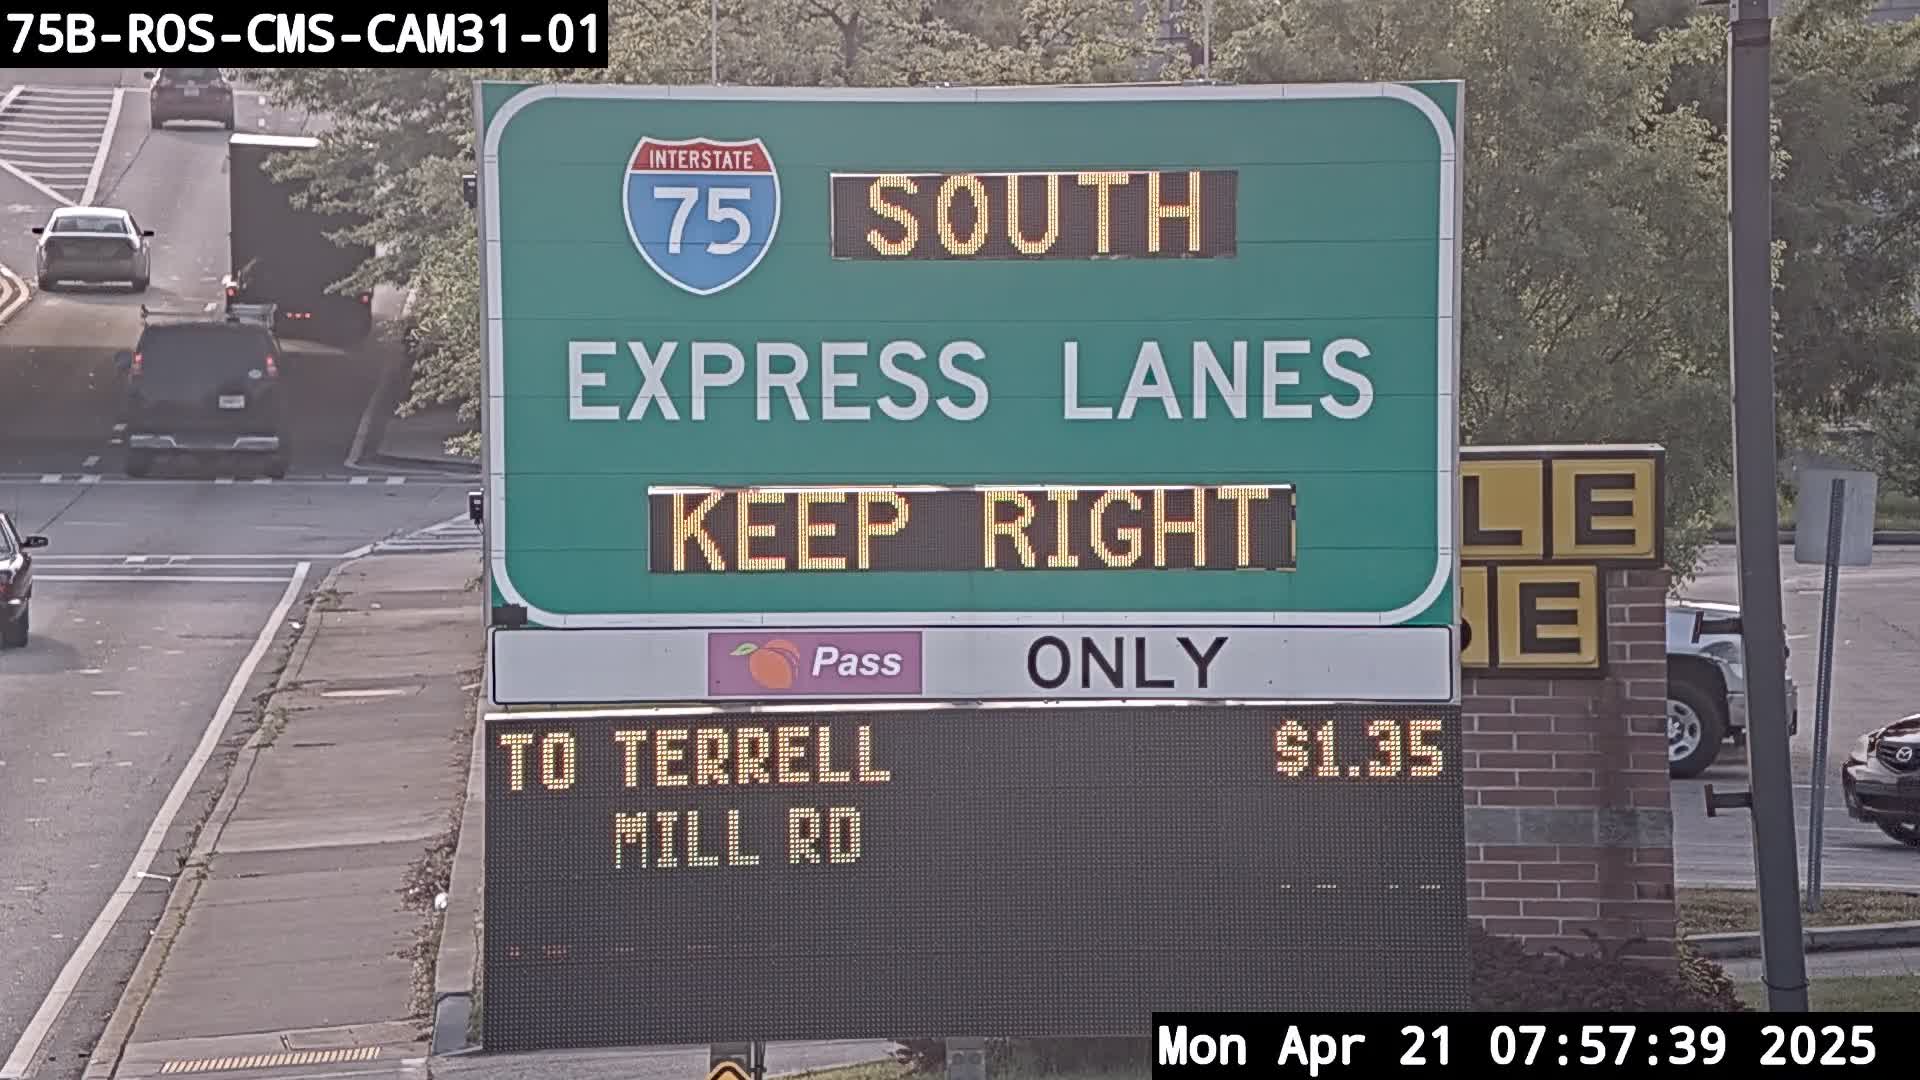 75B-ROS-CMS-CAM31-01
INTERSTATE
75
SOUTH
EXPRESS LANES
KEEP RIGHT
LE
E
Pass ONLY
TO TERRELL $1.35
MILL RD
Mon Apr 21 07:57:39 2025